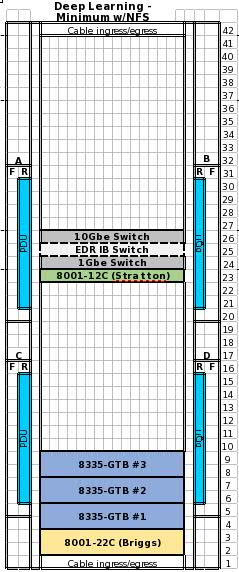 Deep Learning -
Minimum w/NFS
Cable ingress/egress
42
41
40
39
38
37
36
35
34
33
32
31
30
29
28
27
26
25
24
23
22
21
20
19
18
17
16
15
14
13
12
11
10
9
8
7
6
5
4
3
2
1
A
F R
PDU
B
R F
PDU
10Gbe Switch
EDR IB Switch
1Gbe Switch
8001-12C (Stratton)
C
F R
PDU
D
R F
PDU
8335-GTB #3
8335-GTB #2
8335-GTB #1
8001-22C (Briggs)
Cable ingress/egress